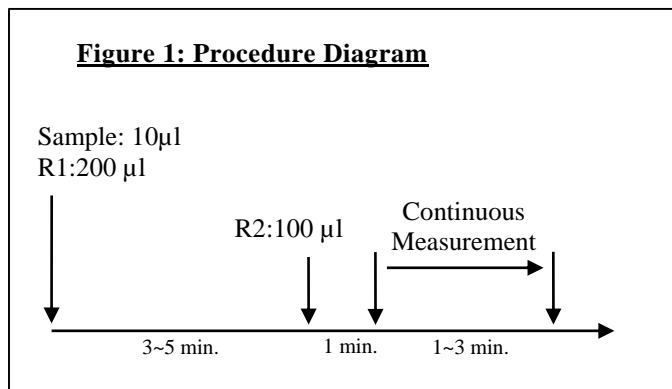 Figure 1: Procedure Diagram
Sample: 10µl
R1:200 µl
R2:100 µl
Continuous
Measurement
3~5 min.
1 min.
1~3 min.